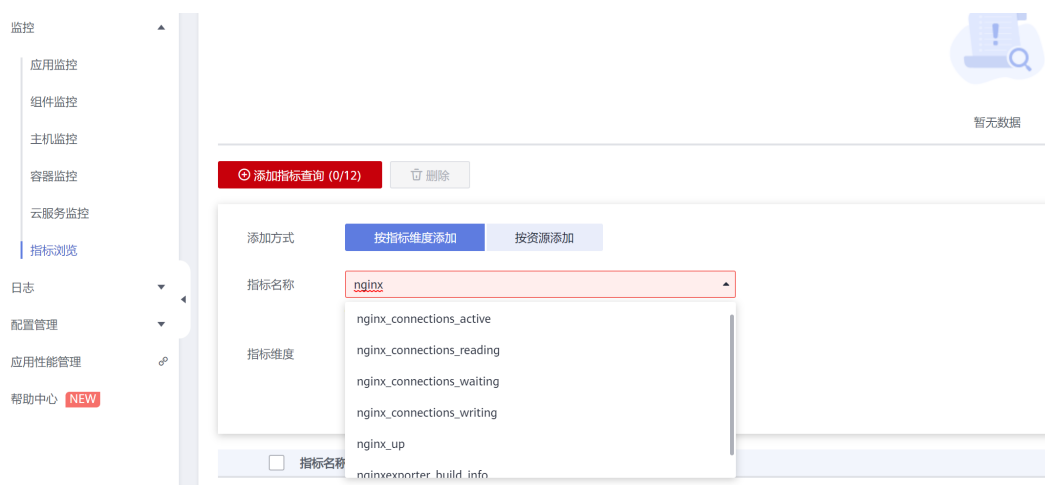 监控
应用监控
组件监控
主机监控
容器监控
云服务监控
指标浏览
日志
配置管理
应用性能管理
帮助中心 NEW
暂无数据
添加指标查询 (0/12)
删除
添加方式
按指标维度添加
按资源添加
指标名称
nginx
nginx_connections_active
指标维度
nginx_connections_reading
nginx_connections_waiting
nginx_connections_writing
nginx_up
指标名称
nginxexporter_build_info